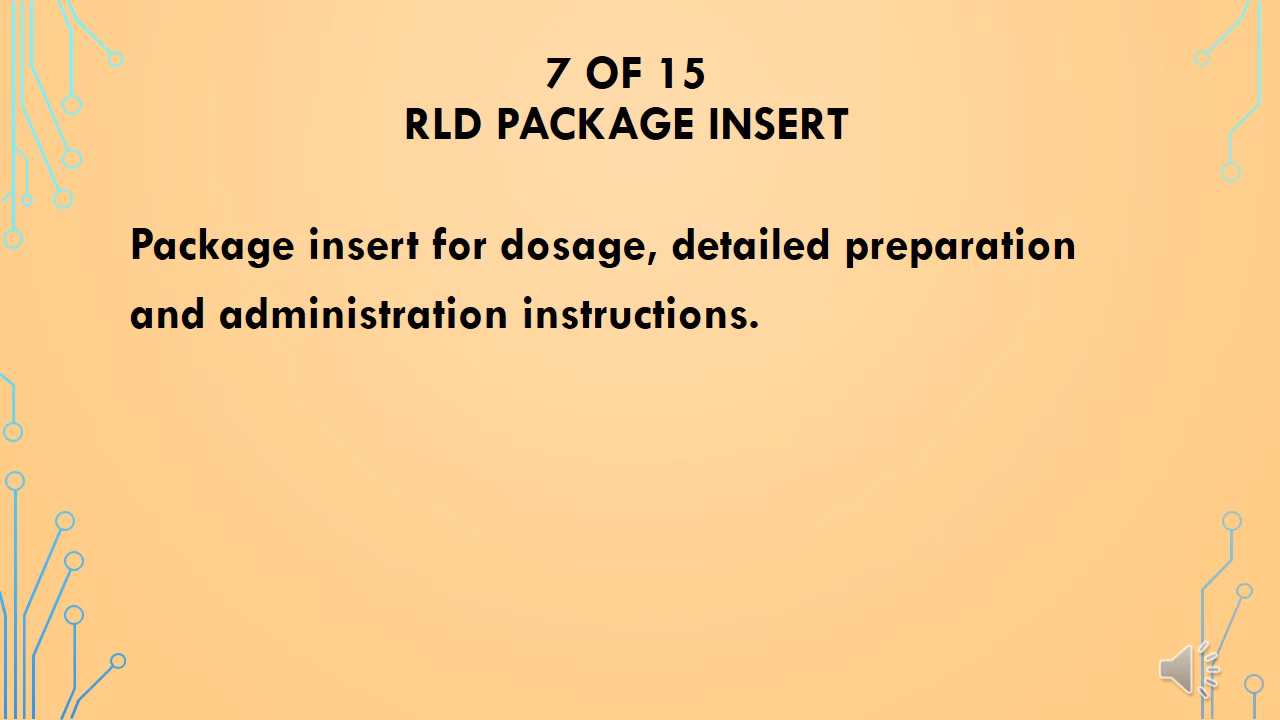 7 OF 15
RLD PACKAGE INSERT
Package insert for dosage, detailed preparation
and administration instructions.